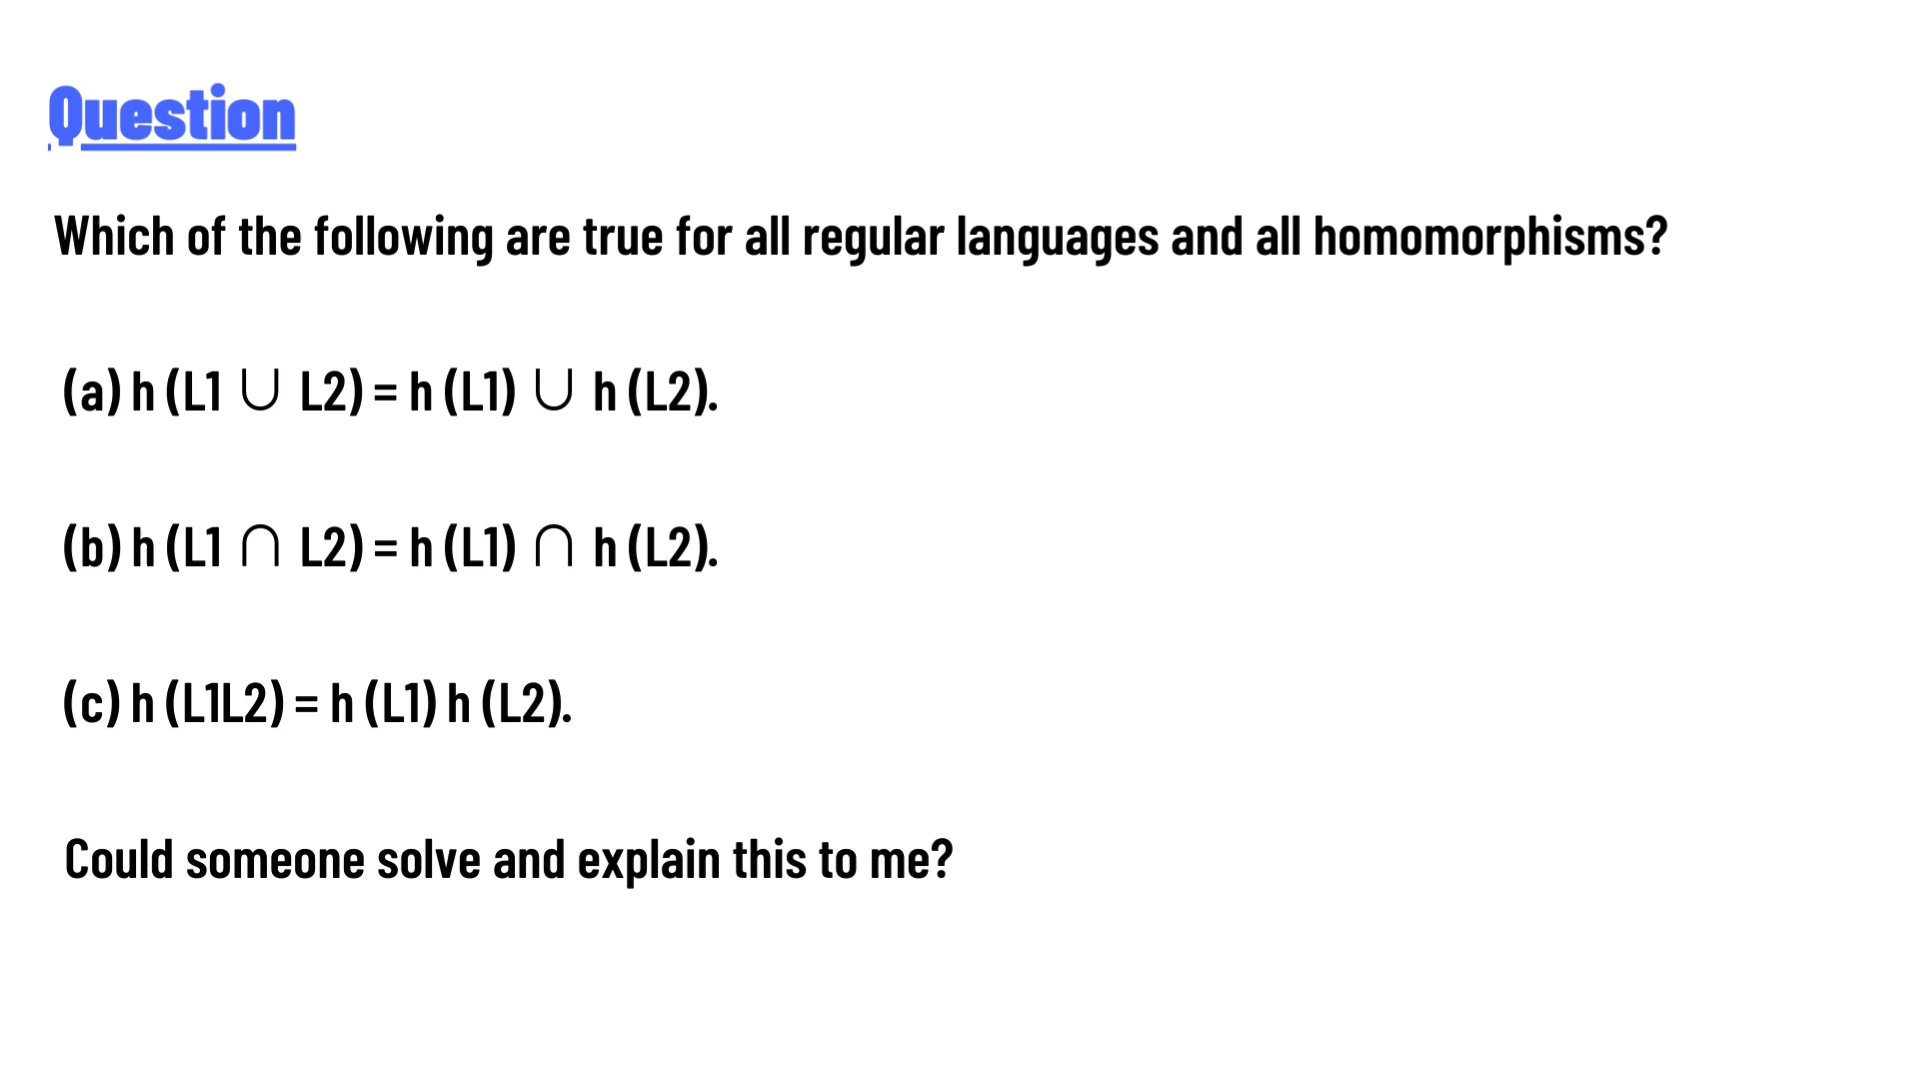 Question
Which of the following are true for all regular languages and all homomorphisms?
(a) h (L1 ∪ L2) = h (L1) ∪ h (L2).
(b) h (L1 ∩ L2) = h (L1) ∩ h (L2).
(c) h (L1L2) = h (L1) h (L2).
Could someone solve and explain this to me?